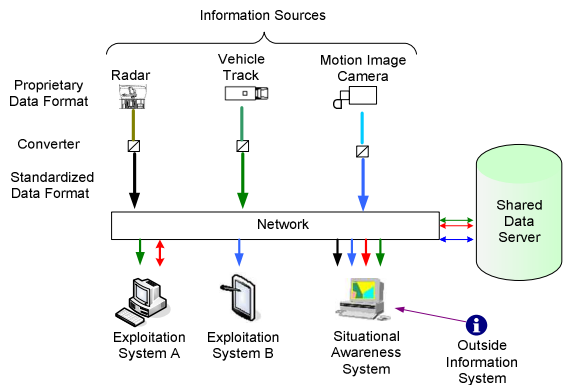 Information Sources
Radar
Vehicle
Track
Motion Image
Camera
Proprietary
Data Format
Converter
Standardized
Data Format
Network
Shared
Data
Server
Exploitation
System A
Exploitation
System B
Situational
Awareness
System
Outside
Information
System